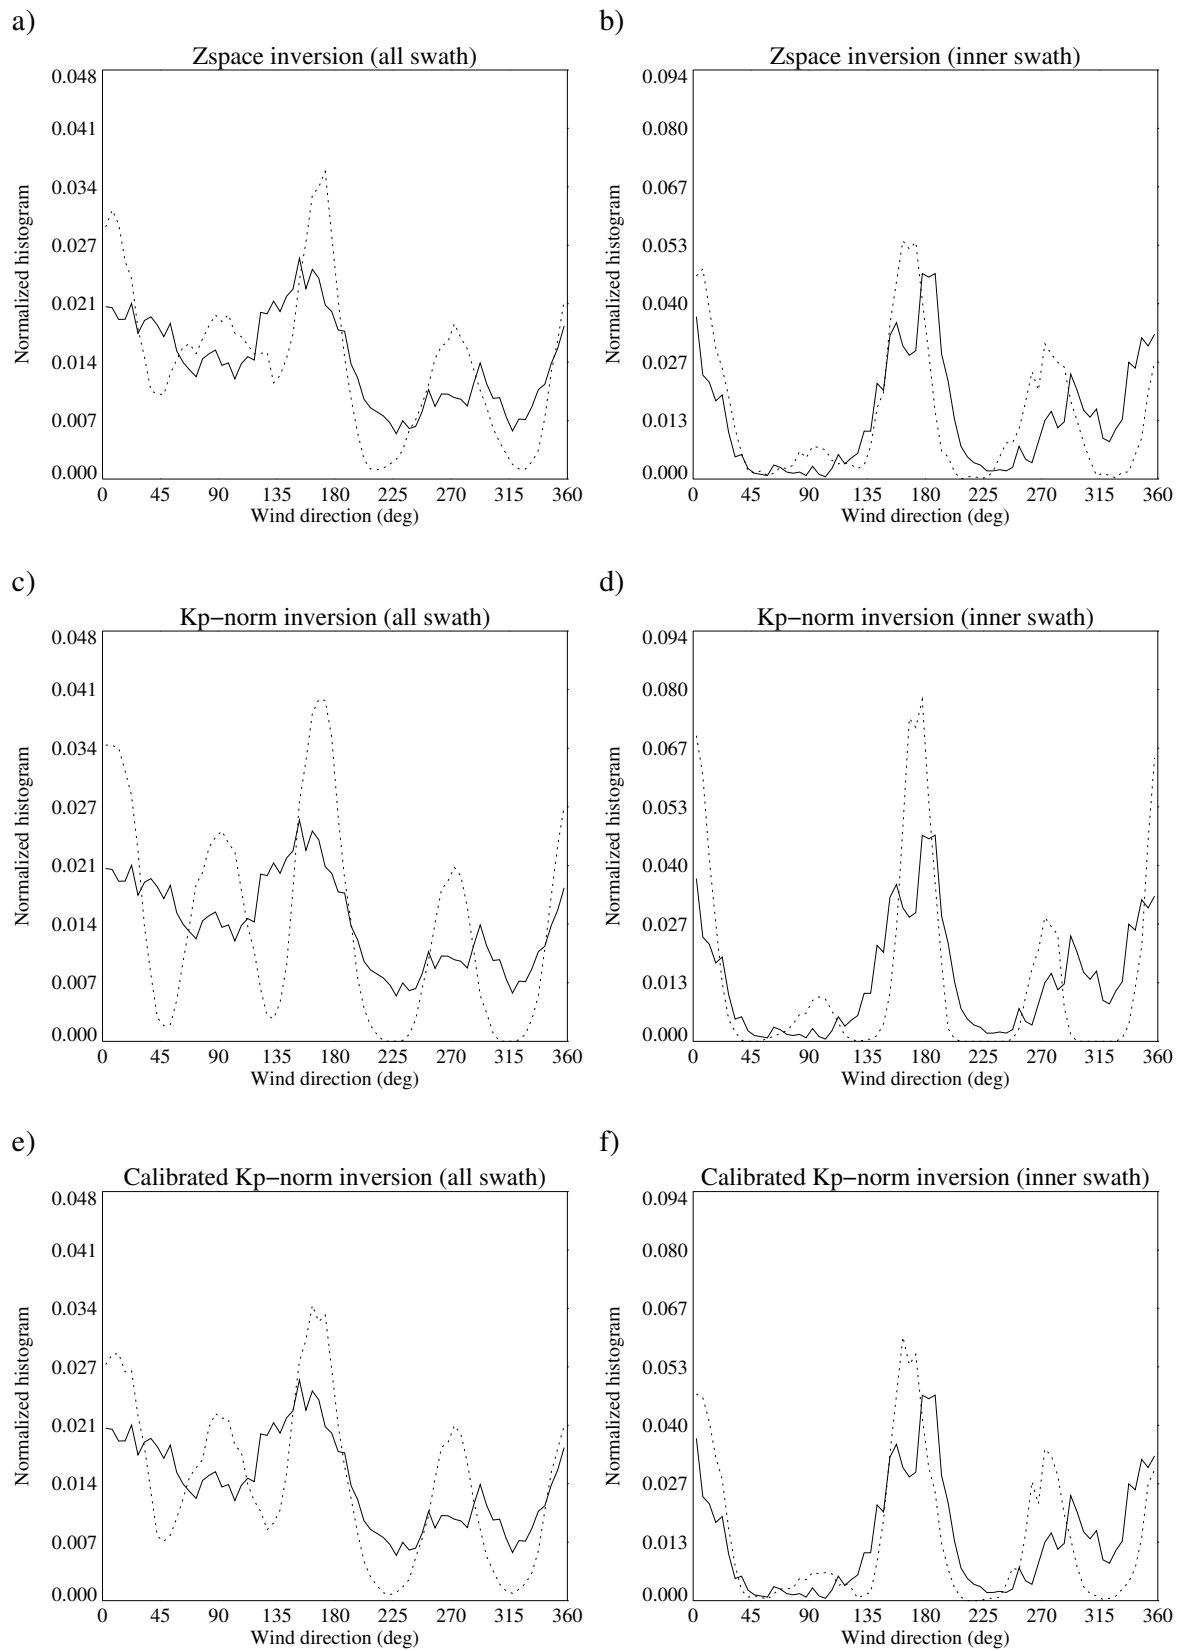 a)
Zspace inversion (all swath)
0.048
0.041
0.034
0.027
0.021
0.014
0.007
0.000
Normalized histogram
0 45 90 135 180 225 270 315 360
Wind direction (deg)
b)
Zspace inversion (inner swath)
0.094
0.080
0.067
0.053
0.040
0.027
0.013
0.000
Normalized histogram
0 45 90 135 180 225 270 315 360
Wind direction (deg)
c)
Kp−norm inversion (all swath)
0.048
0.041
0.034
0.027
0.021
0.014
0.007
0.000
Normalized histogram
0 45 90 135 180 225 270 315 360
Wind direction (deg)
d)
Kp−norm inversion (inner swath)
0.094
0.080
0.067
0.053
0.040
0.027
0.013
0.000
Normalized histogram
0 45 90 135 180 225 270 315 360
Wind direction (deg)
e)
Calibrated Kp−norm inversion (all swath)
0.048
0.041
0.034
0.027
0.021
0.014
0.007
0.000
Normalized histogram
0 45 90 135 180 225 270 315 360
Wind direction (deg)
f)
Calibrated Kp−norm inversion (inner swath)
0.094
0.080
0.067
0.053
0.040
0.027
0.013
0.000
Normalized histogram
0 45 90 135 180 225 270 315 360
Wind direction (deg)